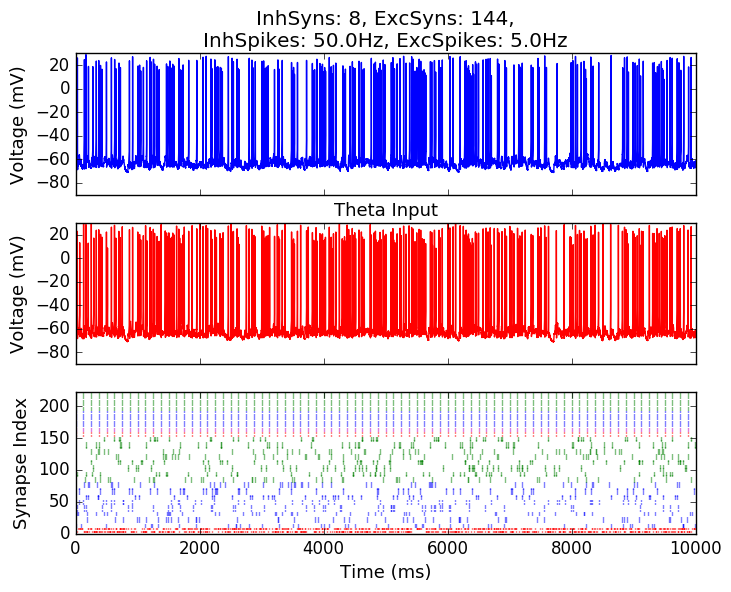 InhSyns: 8, ExcSyns: 144,
InhSpikes: 50.0Hz, ExcSpikes: 5.0Hz
20
0
−20
−40
−60
−80
Voltage (mV)
Theta Input
20
0
−20
−40
−60
−80
Voltage (mV)
200
150
100
50
0
Synapse Index
0 2000 4000 6000 8000 10000
Time (ms)